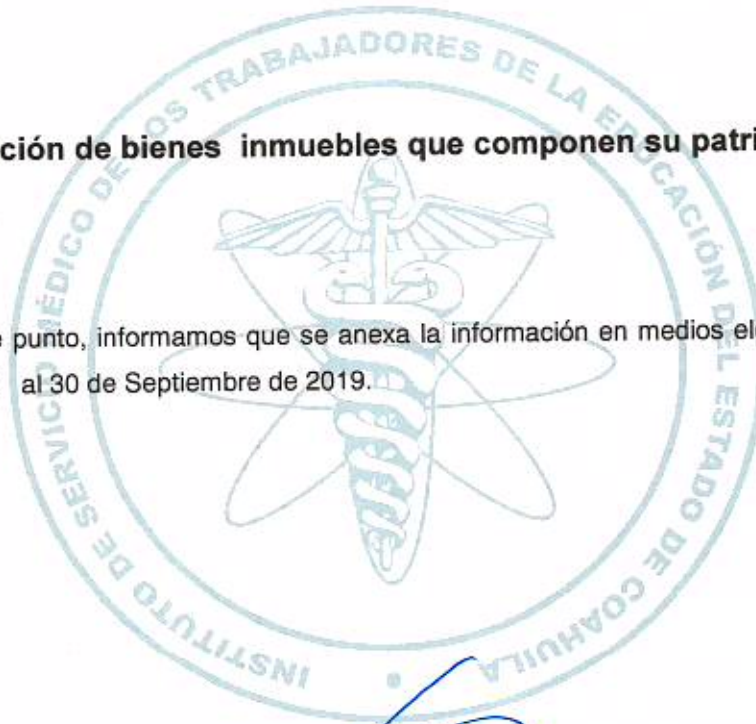 INSTITUTO DE SERVICIO MÉDICO DE LOS TRABAJADORES DE LA EDUCACIÓN DEL ESTADO DE COAHUILA
ción de bienes inmuebles que componen su patri
punto, informamos que se anexa la información en medios el
al 30 de Septiembre de 2019.